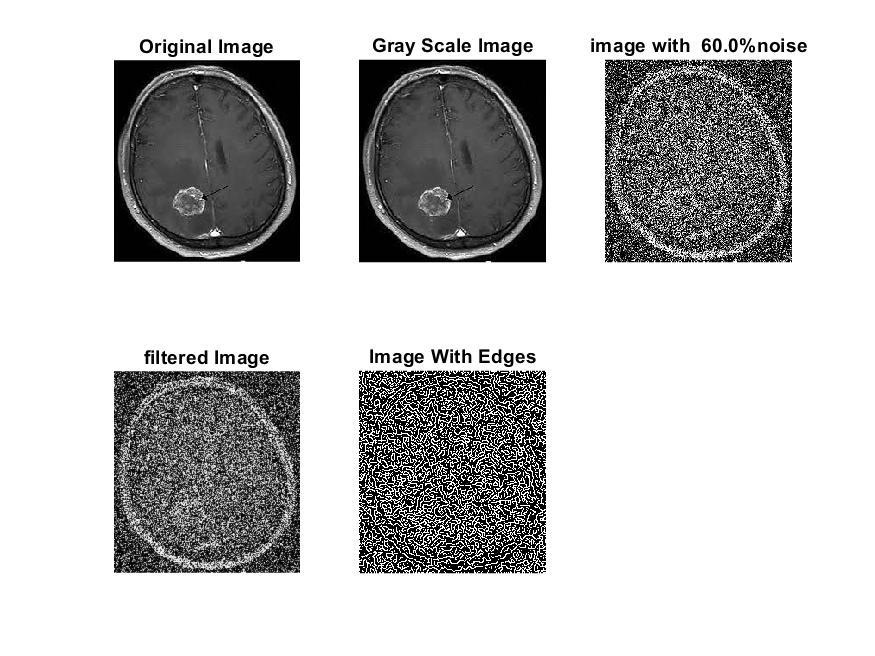 Original Image
Gray Scale Image
image with  60.0%noise
filtered Image
Image With Edges